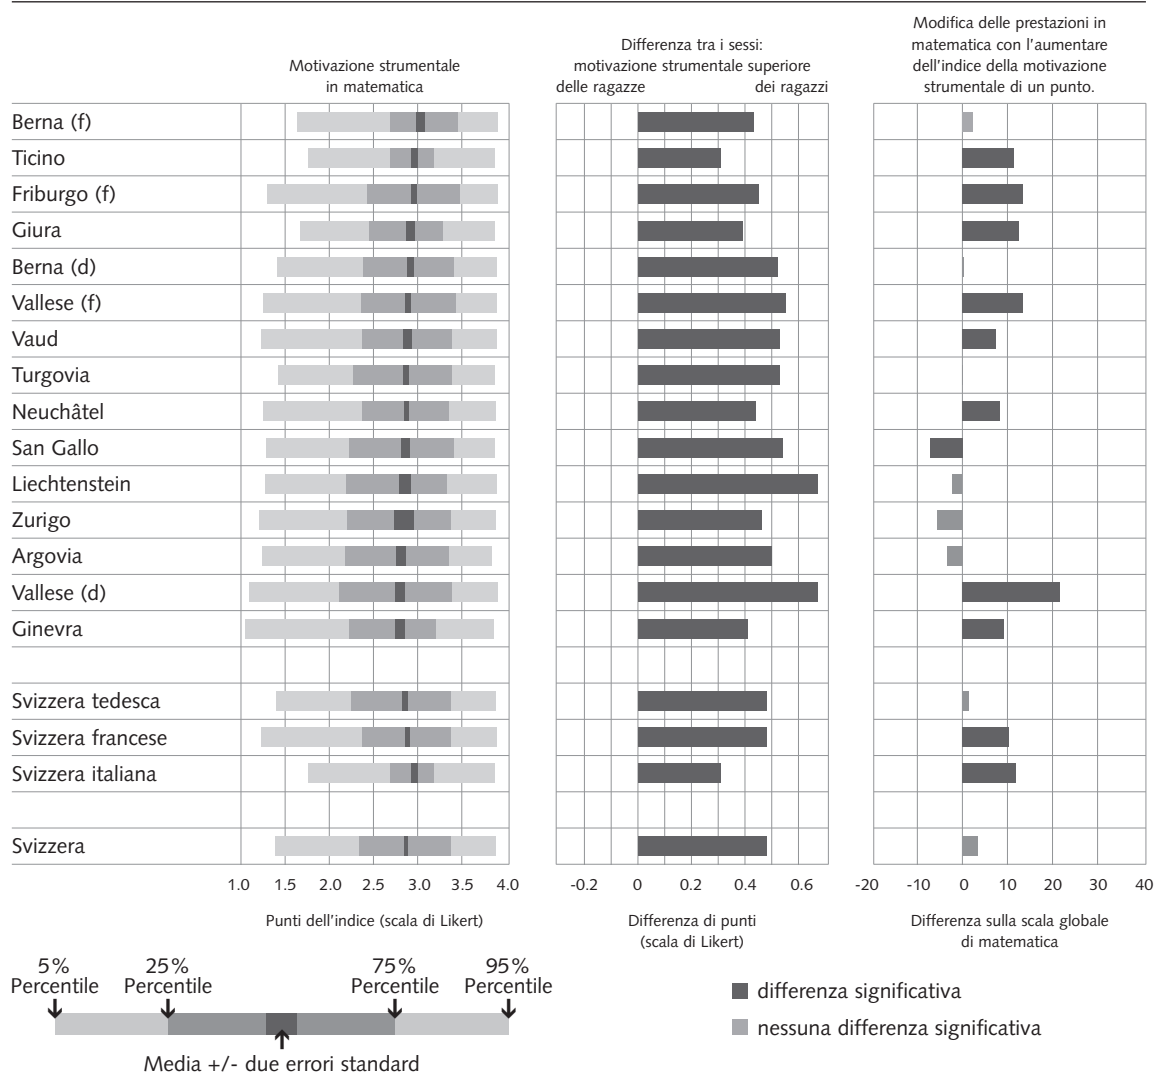 Motivazione strumentale
in matematica
Differenza tra i sessi:
motivazione strumentale superiore
delle ragazze dei ragazzi
Modifica delle prestazioni in
matematica con l'aumentare
dell'indice della motivazione
strumentale di un punto.
Berna (f)
Ticino
Friburgo (f)
Giura
Berna (d)
Vallese (f)
Vaud
Turgovia
Neuchâtel
San Gallo
Liechtenstein
Zurigo
Argovia
Vallese (d)
Ginevra
Svizzera tedesca
Svizzera francese
Svizzera italiana
Svizzera
1.0 1.5 2.0 2.5 3.0 3.5 4.0
-0.2 0 0.2 0.4 0.6
-20 -10 0 10 20 30 40
Punti dell'indice (scala di Likert)
Differenza di punti
(scala di Likert)
Differenza sulla scala globale
di matematica
5% 25% 75% 95%
Percentile Percentile Percentile Percentile
Media +/- due errori standard
differenza significativa
nessuna differenza significativa